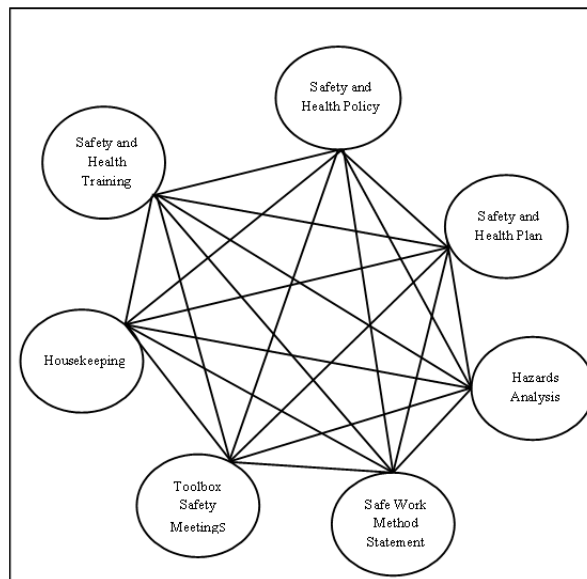 Safety and
Health Policy
Safety and
Health
Training
Safety and
Health Plan
Housekeeping
Hazards
Analysis
Toolbox
Safety
MeetingS
Safe Work
Method
Statement